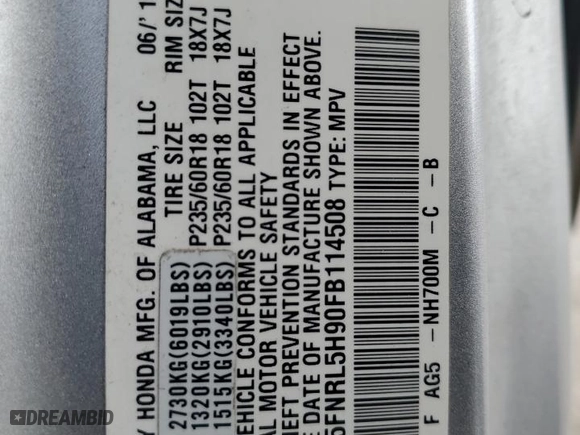 Y HONDA MFG. OF ALABAMA, LLC 06/'1
TIRE SIZE RIM SIZ
2730KG(6019LBS)
1320KG(2910LBS) P235/60R18 102T 18X7J
1515KG(3340LBS) P235/60R18 102T 18X7J
EHICLE CONFORMS TO ALL APPLICABLE
AL MOTOR VEHICLE SAFETY
HEFT PREVENTION STANDARDS IN EFFECT
E DATE OF MANUFACTURE SHOWN ABOVE.
5FNRL5H90FB114508 TYPE: MPV
F AG5 -NH700M -C -B
DREAMBID